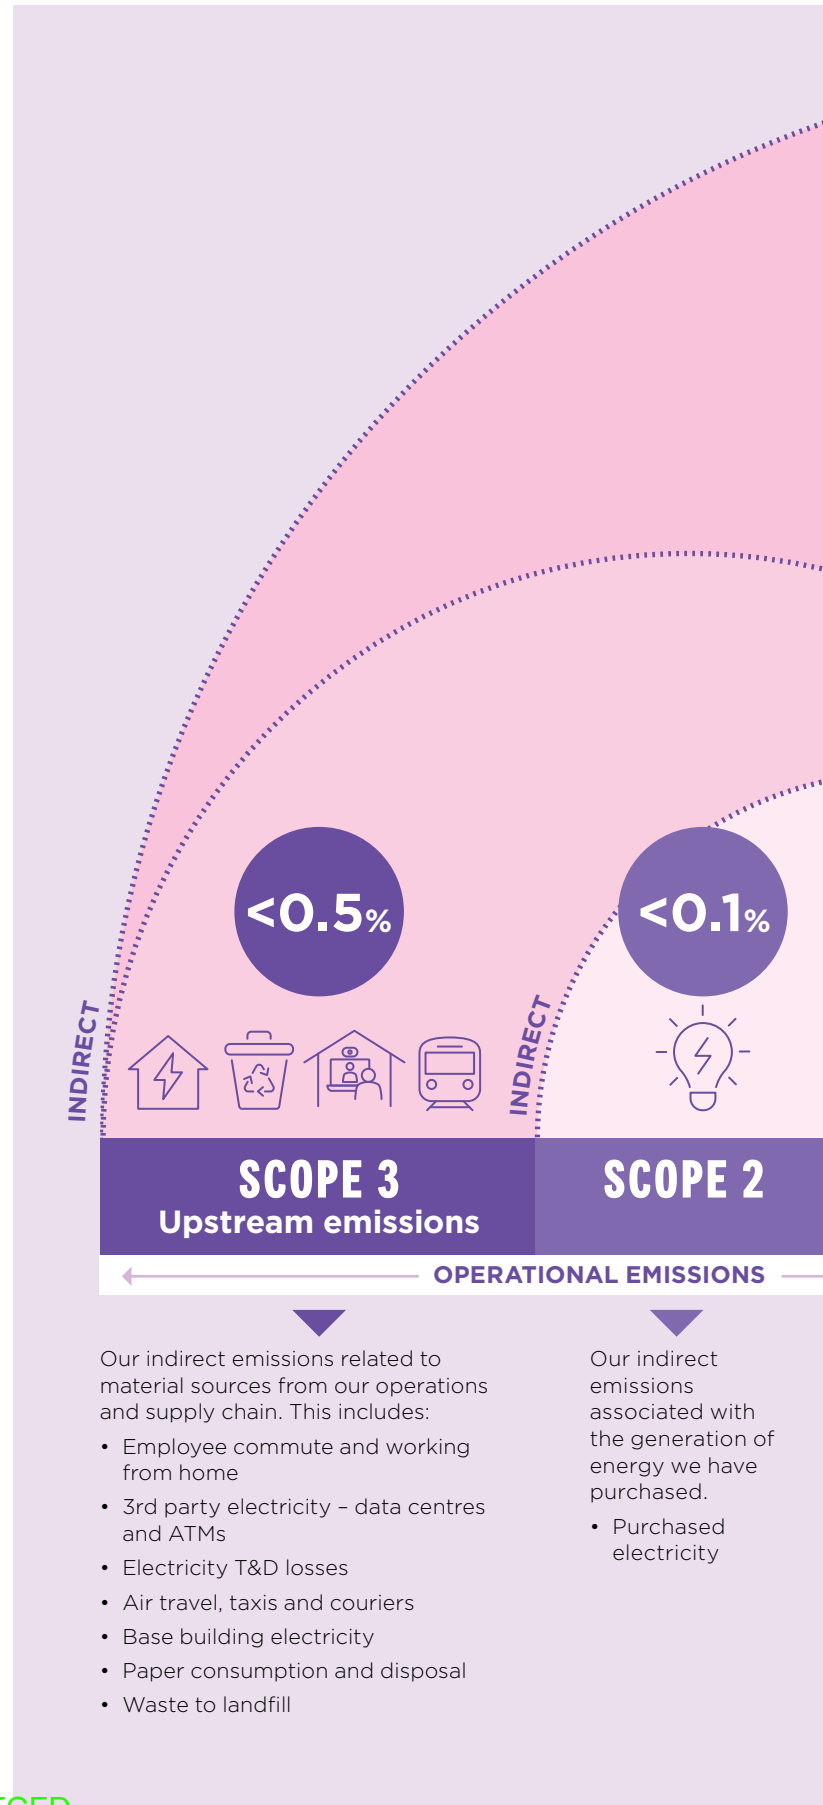 <0.5%
<0.1%
INDIRECT
INDIRECT
SCOPE 3
Upstream emissions
SCOPE 2
OPERATIONAL EMISSIONS
Our indirect emissions related to
material sources from our operations
and supply chain. This includes:
• Employee commute and working
from home
• 3rd party electricity – data centres
and ATMs
• Electricity T&D losses
• Air travel, taxis and couriers
• Base building electricity
• Paper consumption and disposal
• Waste to landfill
Our indirect
emissions
associated with
the generation of
energy we have
purchased.
• Purchased
electricity